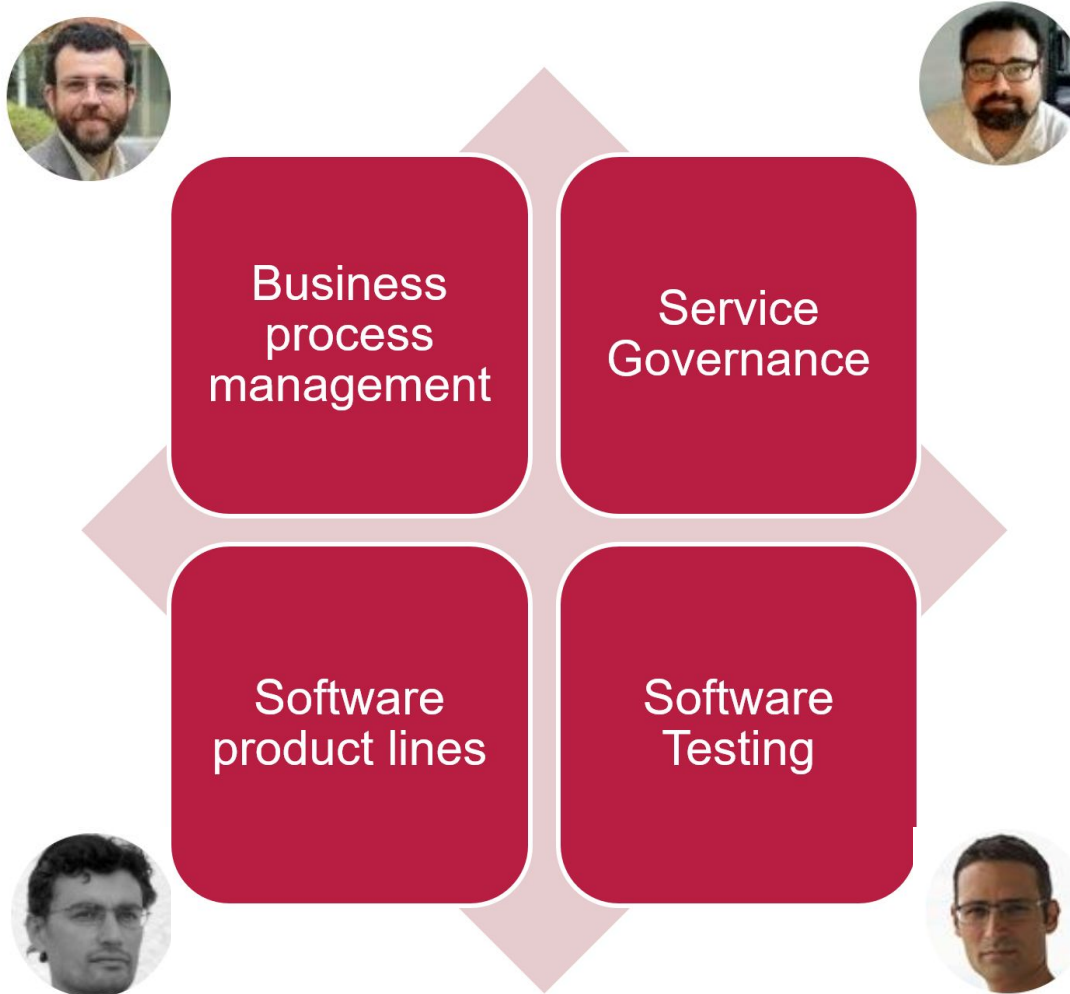 Business
process
management
Service
Governance
Software
product lines
Software
Testing